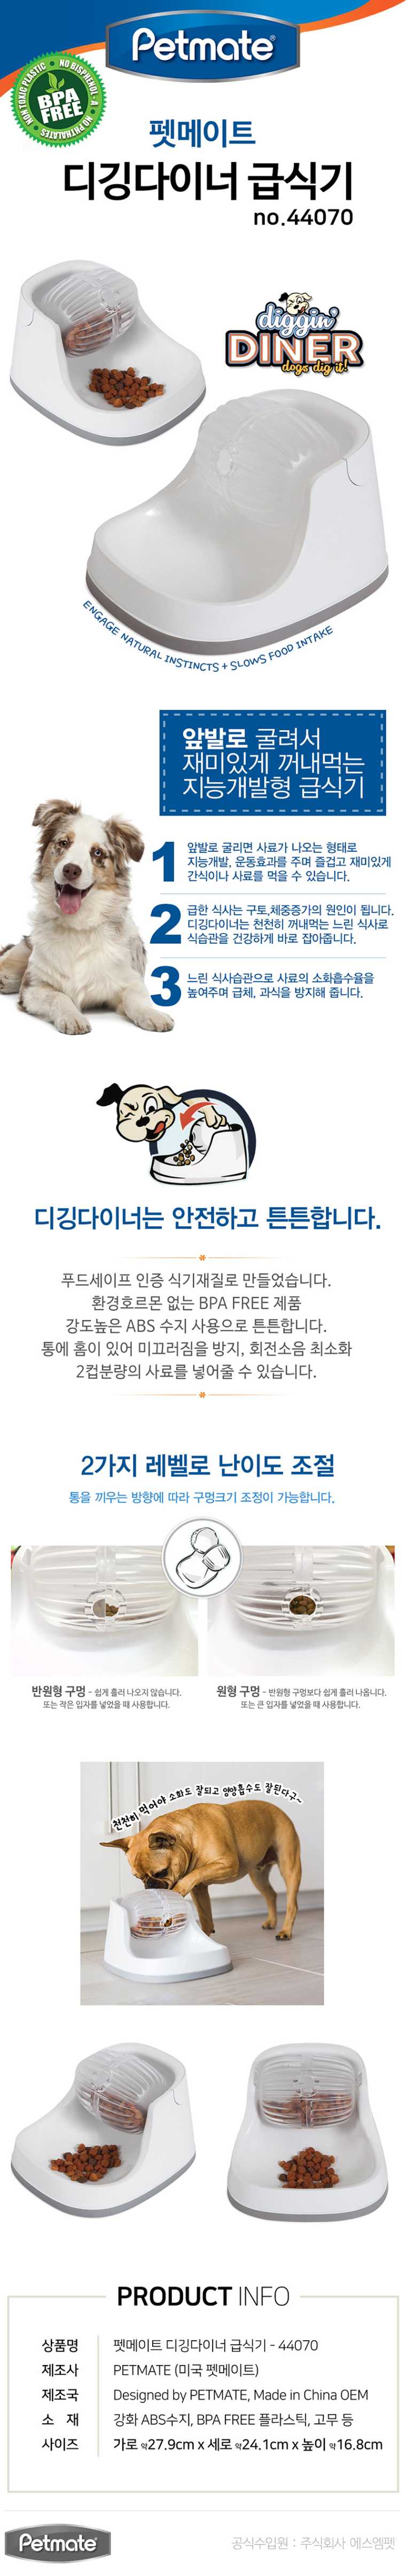 Petmate®
NON TOXIC PLASTIC • NO BISPHENOL-A • NO PHTHALATES
BPA
FREE
펫메이트
디깅다이너 급식기
no.44070
diggin'
DINER
dogs dig it!
ENGAGE NATURAL INSTINCTS + SLOWS FOOD INTAKE
앞발로 굴려서
재미있게 꺼내먹는
지능개발형 급식기
1 앞발로 굴리면 사료가 나오는 형태로
지능개발, 운동효과를 주며 즐겁고 재미있게
간식이나 사료를 먹을 수 있습니다.
2 급한 식사는 구토,체중증가의 원인이 됩니다.
디깅다이너는 천천히 꺼내먹는 느린 식사로
식습관을 건강하게 바로 잡아줍니다.
3 느린 식사습관으로 사료의 소화흡수율을
높여주며 급체, 과식을 방지해 줍니다.
디깅다이너는 안전하고 튼튼합니다.
푸드세이프 인증 식기재질로 만들었습니다.
환경호르몬 없는 BPA FREE 제품
강도높은 ABS 수지 사용으로 튼튼합니다.
통에 홈이 있어 미끄러짐을 방지, 회전소음 최소화
2컵분량의 사료를 넣어줄 수 있습니다.
2가지 레벨로 난이도 조절
통을 끼우는 방향에 따라 구멍크기 조정이 가능합니다.
반원형 구멍 - 쉽게 흘러 나오지 않습니다.
또는 작은 입자를 넣었을 때 사용합니다.
원형 구멍 - 반원형 구멍보다 쉽게 흘러 나옵니다.
또는 큰 입자를 넣었을 때 사용합니다.
천천히 먹어야 소화도 잘되고 영양흡수도 잘된다구~
PRODUCT INFO
상품명 펫메이트 디깅다이너 급식기 - 44070
제조사 PETMATE (미국 펫메이트)
제조국 Designed by PETMATE, Made in China OEM
소 재 강화 ABS수지, BPA FREE 플라스틱, 고무 등
사이즈 가로 약27.9cm x 세로 약24.1cm x 높이 약16.8cm
Petmate
공식수입원 : 주식회사 에스엠펫